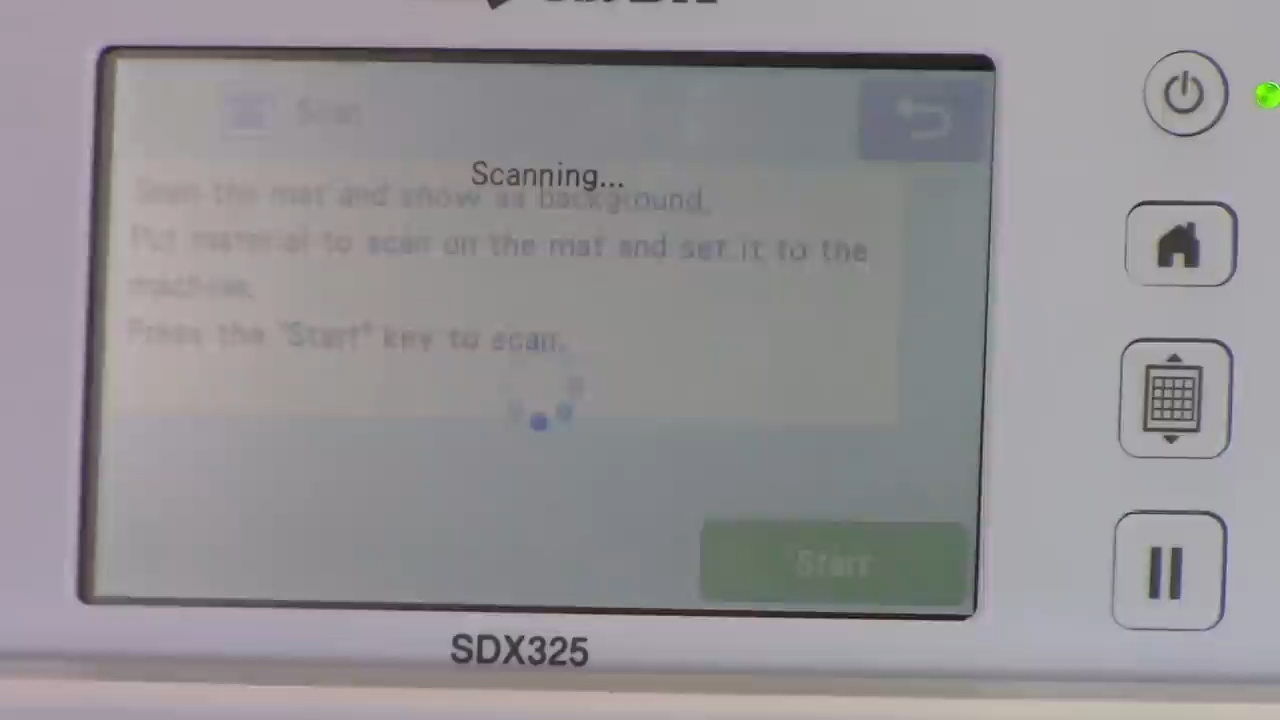 Scan
Scanning...
Scan the mat and show as background.
Put material to scan on the mat and set it to the
machine.
Press the "Start" key to scan.
Start
SDX325